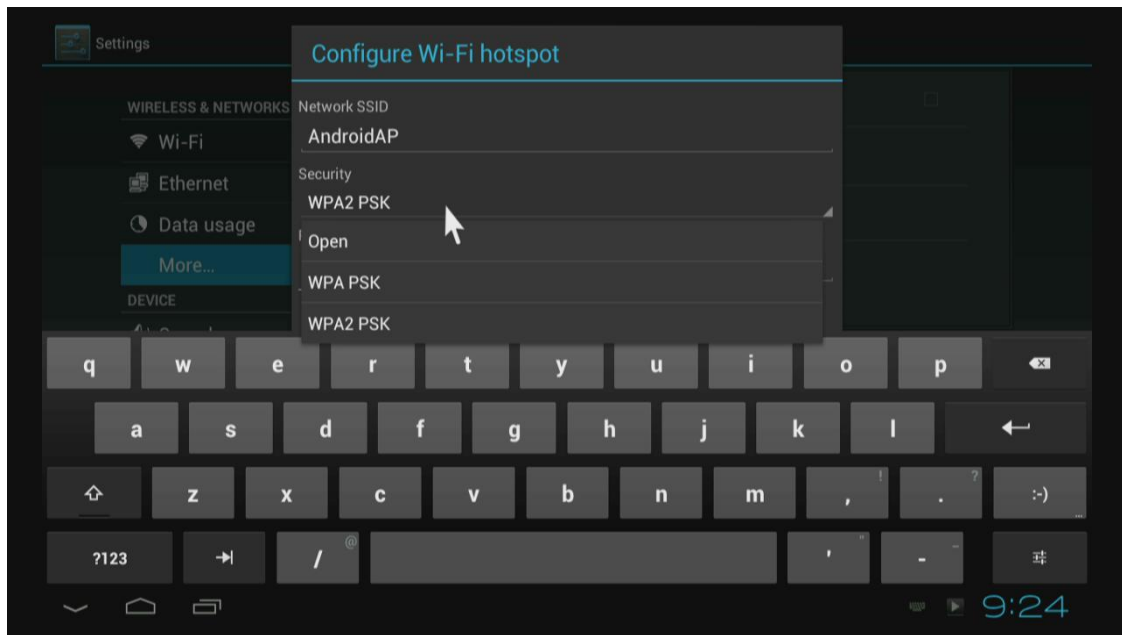 Settings
Configure Wi-Fi hotspot
WIRELESS & NETWORKS
Wi-Fi
Ethernet
Data usage
More...
DEVICE
Network SSID
AndroidAP
Security
WPA2 PSK
Open
WPA PSK
WPA2 PSK
q w e r t y u i o p
a s d f g h j k l
z x c v b n m , ! . ? :-) ...
?123 / @ ' " - _
9:24